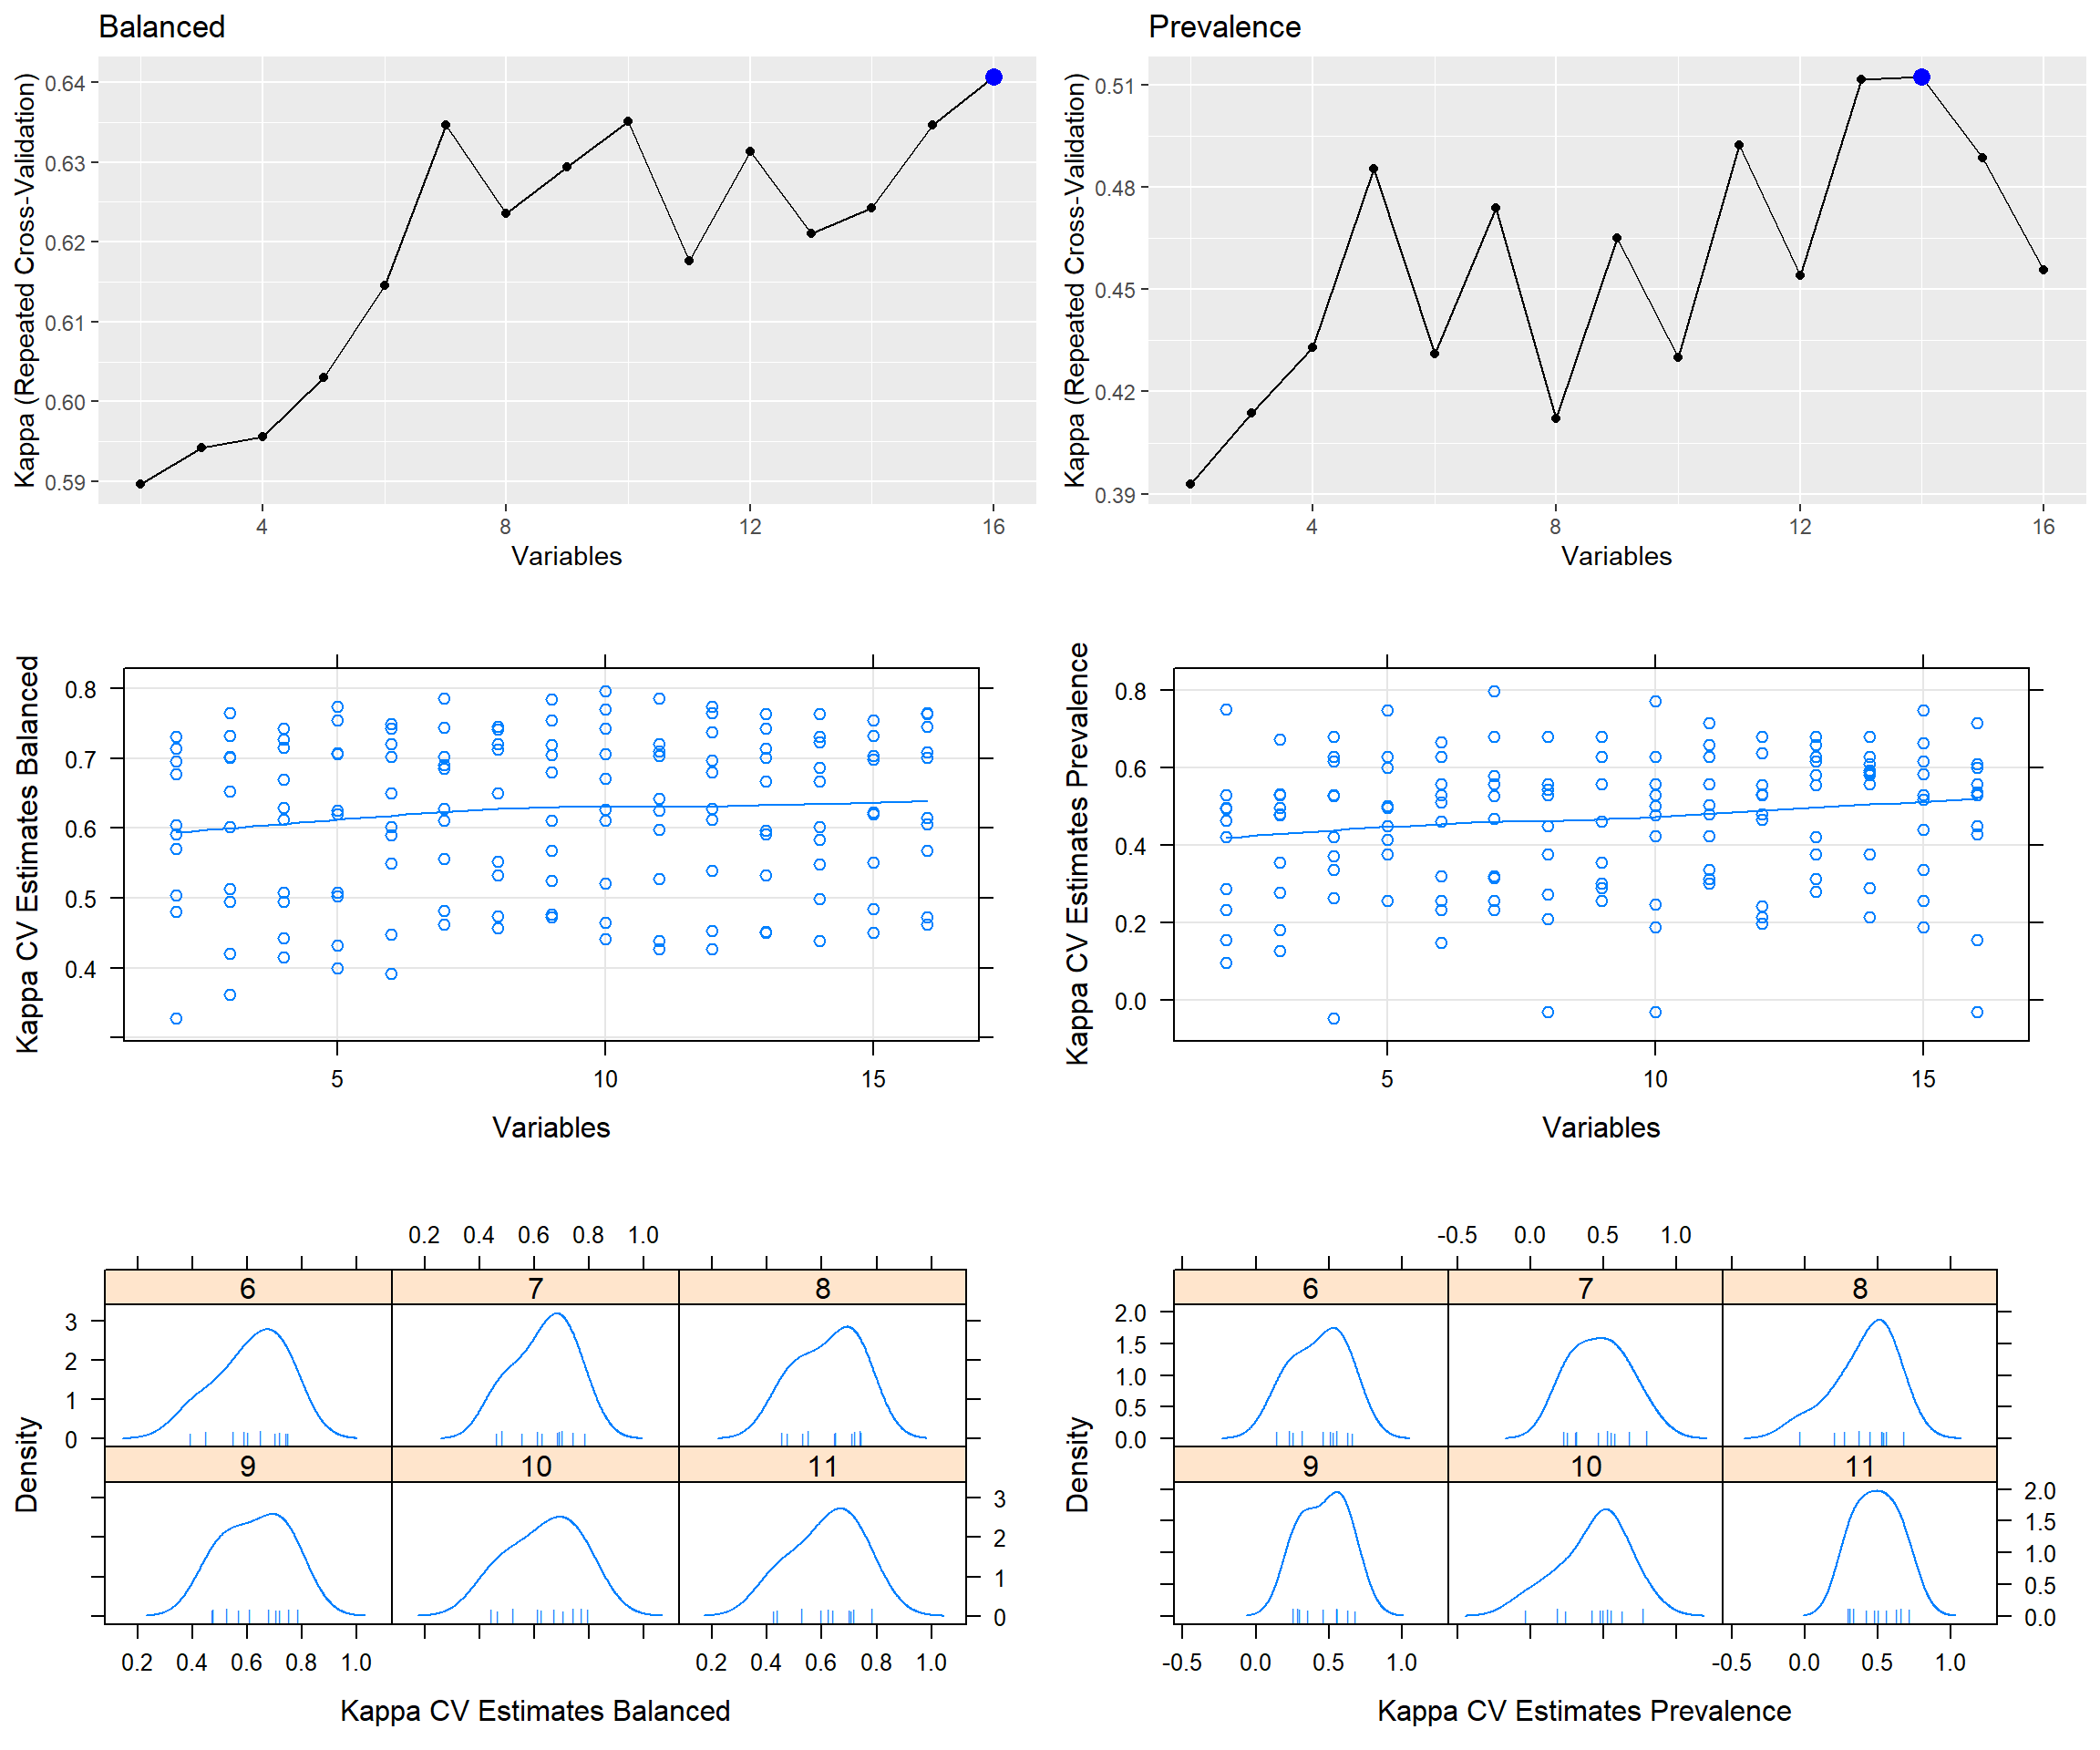 Balanced
Kappa (Repeated Cross-Validation)
0.64
0.63
0.62
0.61
0.60
0.59
4 8 12 16
Variables
Prevalence
Kappa (Repeated Cross-Validation)
0.51
0.48
0.45
0.42
0.39
4 8 12 16
Variables
Kappa CV Estimates Balanced
0.8
0.7
0.6
0.5
0.4
5 10 15
Variables
Kappa CV Estimates Prevalence
0.8
0.6
0.4
0.2
0.0
5 10 15
Variables
0.2 0.4 0.6 0.8 1.0
6 7 8
3
2
1
0
Density
9 10 11
3
2
1
0
0.2 0.4 0.6 0.8 1.0 0.2 0.4 0.6 0.8 1.0
Kappa CV Estimates Balanced
-0.5 0.0 0.5 1.0
6 7 8
2.0
1.5
1.0
0.5
0.0
Density
9 10 11
2.0
1.5
1.0
0.5
0.0
-0.5 0.0 0.5 1.0 -0.5 0.0 0.5 1.0
Kappa CV Estimates Prevalence